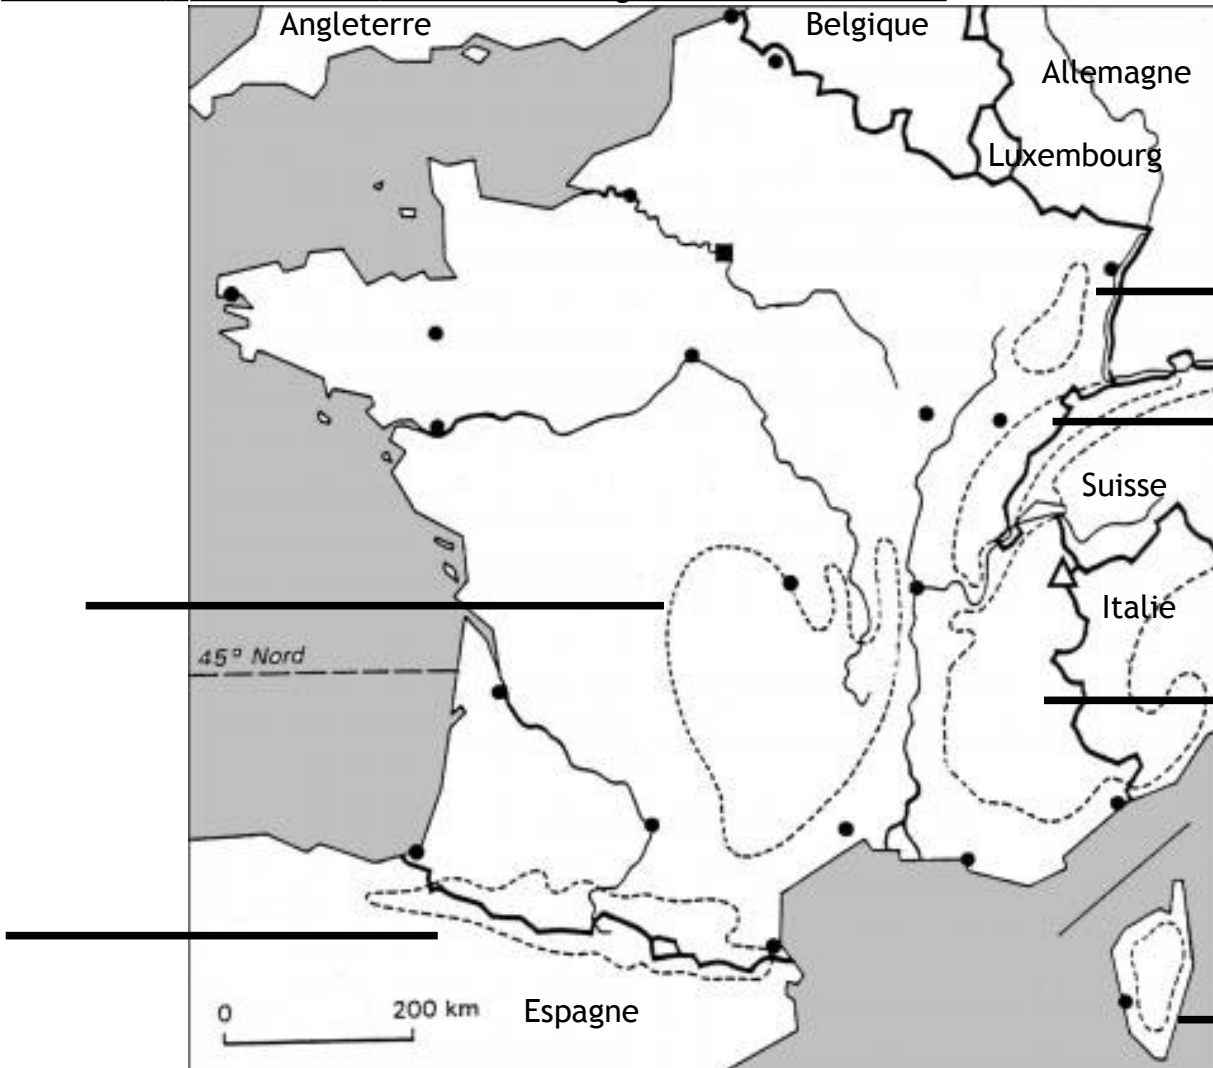 Angleterre
Belgique
Allemagne
Luxembourg
Suisse
Italie
45° Nord
0 200 km
Espagne